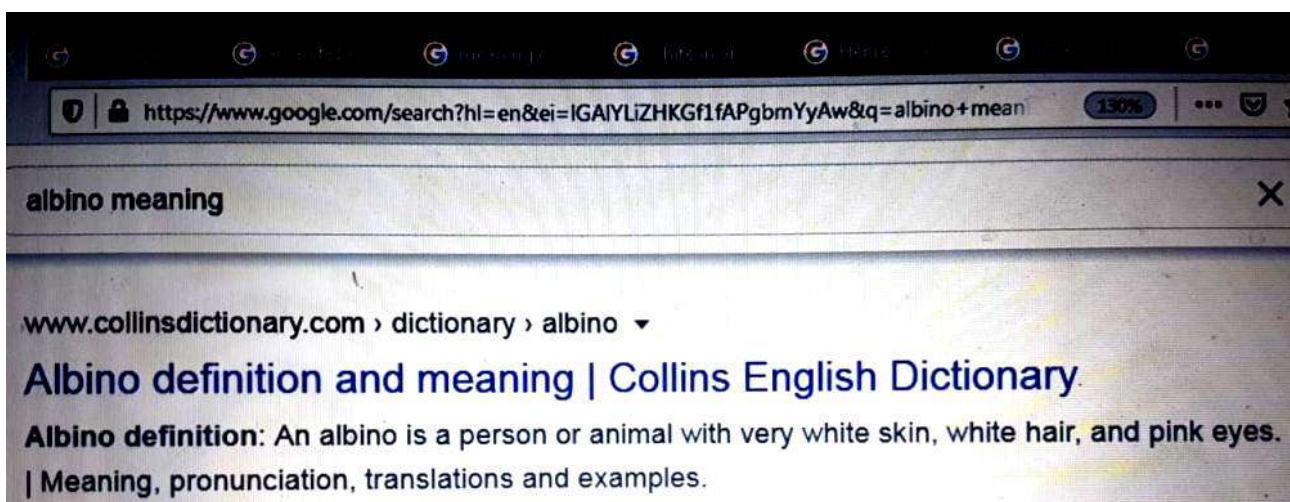 https://www.google.com/search?hl=en&ei=IGAIYLiZHKGf1fAPgbmYyAw&q=albino+mean 130%
albino meaning
www.collinsdictionary.com › dictionary › albino
Albino definition and meaning | Collins English Dictionary
Albino definition: An albino is a person or animal with very white skin, white hair, and pink eyes.
| Meaning, pronunciation, translations and examples.